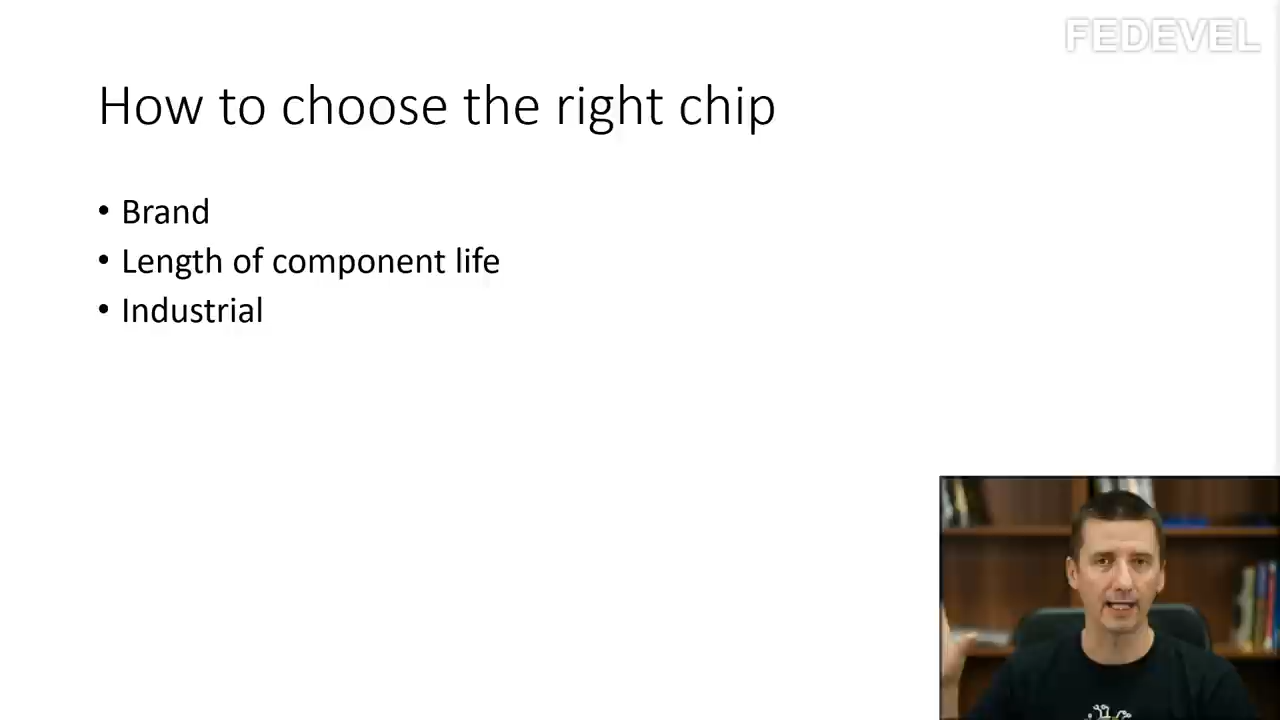 FEDEVEL
How to choose the right chip
• Brand
• Length of component life
• Industrial